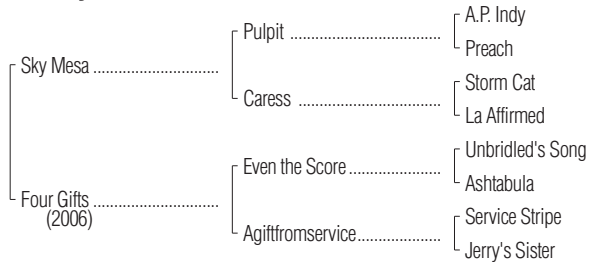 A.P. Indy
Pulpit ...................................
Preach
Sky Mesa .............................
Storm Cat
Caress .................................
La Affirmed
Unbridled's Song
Even the Score .....................
Ashtabula
Four Gifts .............................
(2006)
Service Stripe
Agiftfromservice...................
Jerry's Sister